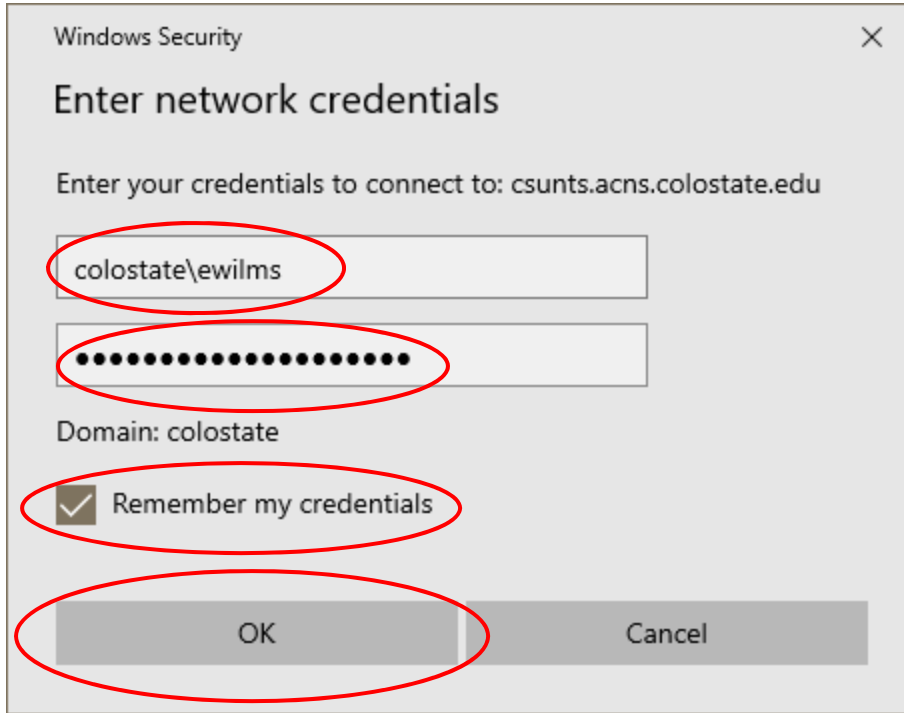 Windows Security
Enter network credentials
Enter your credentials to connect to: csunts.acns.colostate.edu
colostate\ewilms
●●●●●●●●●●●●●●●●●●●●
Domain: colostate
Remember my credentials
OK
Cancel